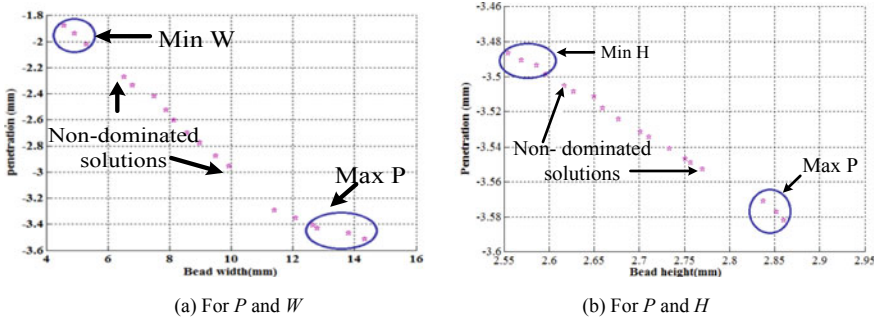 -1.8
-2
-2.2
-2.4
-2.6
-2.8
-3
-3.2
-3.4
-3.6
penetration (mm)
4
6
8
10
12
14
16
Bead width(mm)
Min W
Non-dominated
solutions
Max P
(a) For P and W
-3.46
-3.48
-3.5
-3.52
-3.54
-3.56
-3.58
-3.6
Penetration (mm)
2.55
2.6
2.65
2.7
2.75
2.8
2.85
2.9
2.95
Bead height(mm)
Min H
Non- dominated
solutions
Max P
(b) For P and H